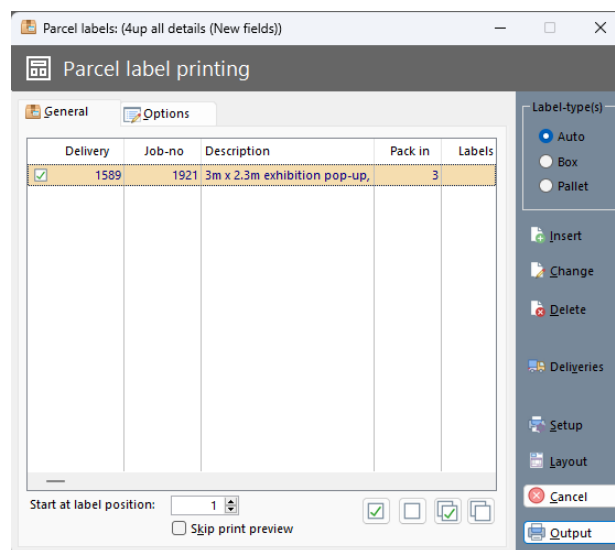 Parcel labels: (4up all details (New fields))
Parcel label printing
General Options
Delivery Job-no Description Pack in Labels
1589 1921 3m x 2.3m exhibition pop-up, 3
Start at label position: 1
Skip print preview
Label-type(s)
Auto
Box
Pallet
Insert
Change
Delete
Deliveries
Setup
Layout
Cancel
Output